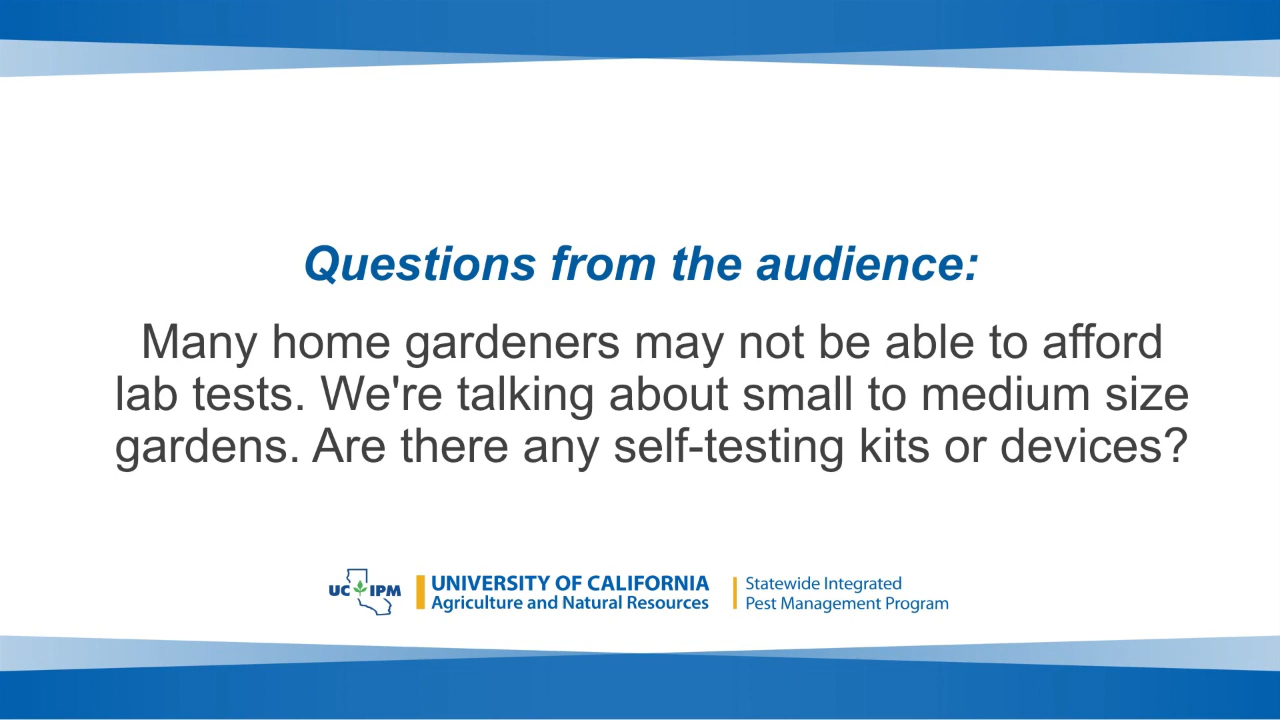 Questions from the audience:
Many home gardeners may not be able to afford
lab tests. We're talking about small to medium size
gardens. Are there any self-testing kits or devices?
UC IPM
UNIVERSITY OF CALIFORNIA
Agriculture and Natural Resources
Statewide Integrated
Pest Management Program